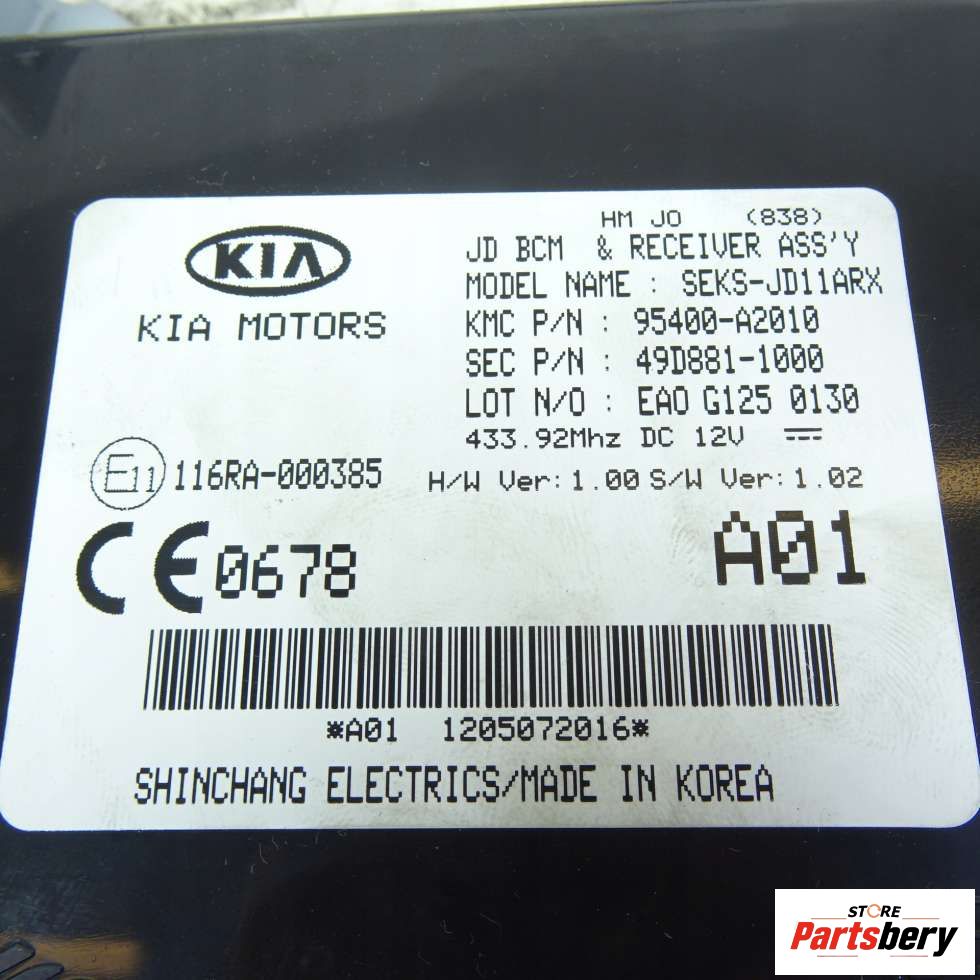 HM JO (838)
KIA
KIA MOTORS
JD BCM & RECEIVER ASS'Y
MODEL NAME : SEKS-JD11ARX
KMC P/N : 95400-A2010
SEC P/N : 49D881-1000
LOT N/O : EAO G125 0130
433.92Mhz DC 12V
E11 116RA-000385
H/W Ver:1.00 S/W Ver:1.02
CE 0678
A01
*A01 1205072016*
SHINCHANG ELECTRICS/MADE IN KOREA
STORE
Partsbery